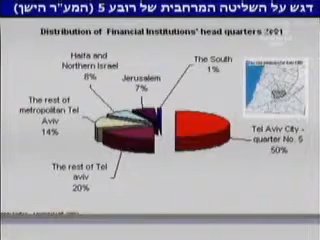 דגש על השליטה המרחבית של רובע 5 (המע"ר הישן)
Distribution of Financial Institutions' head quarters 2001
Haifa and
Northern Israel
8%
The South
1%
Jerusalem
7%
The rest of
metropolitan Tel
Aviv
14%
Tel Aviv City -
quarter No. 5
50%
The rest of Tel
aviv
20%